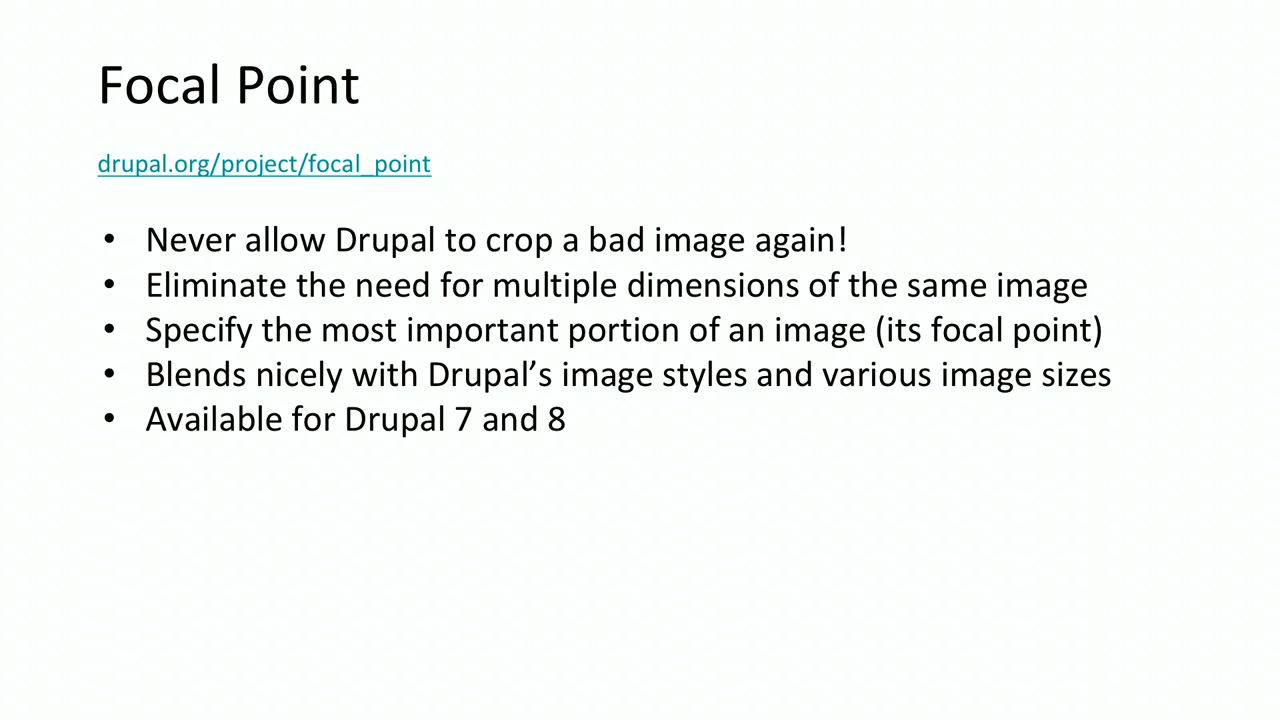 Focal Point
drupal.org/project/focal_point
• Never allow Drupal to crop a bad image again!
• Eliminate the need for multiple dimensions of the same image
• Specify the most important portion of an image (its focal point)
• Blends nicely with Drupal’s image styles and various image sizes
• Available for Drupal 7 and 8